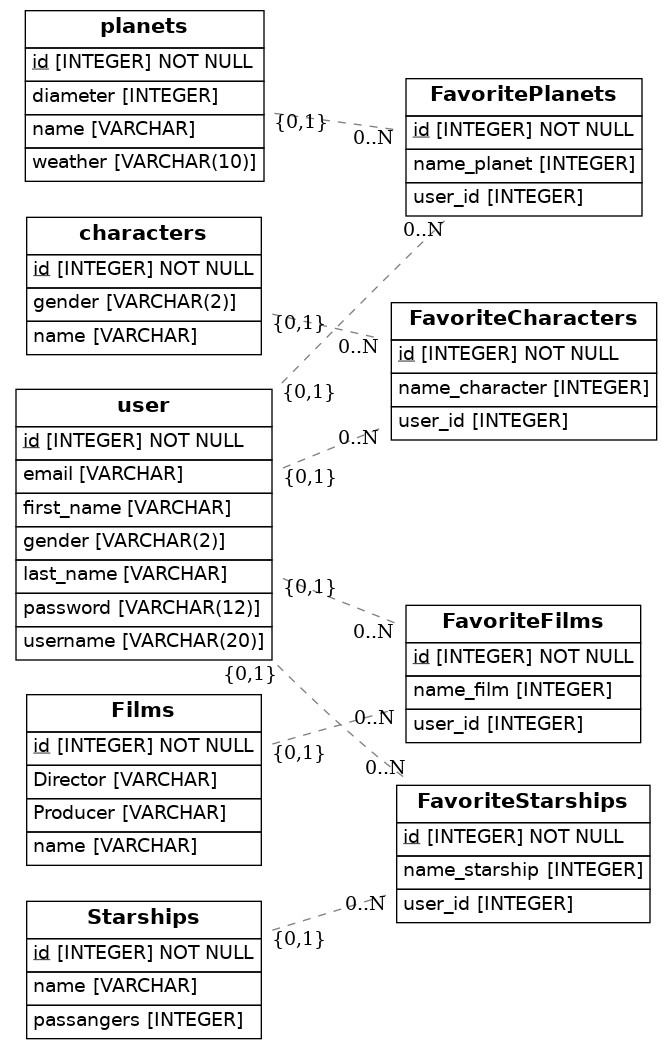 planets
id [INTEGER] NOT NULL
diameter [INTEGER]
name [VARCHAR]
weather [VARCHAR(10)]
{0,1}
0..N
FavoritePlanets
id [INTEGER] NOT NULL
name_planet [INTEGER]
user_id [INTEGER]
0..N
characters
id [INTEGER] NOT NULL
gender [VARCHAR(2)]
name [VARCHAR]
{0,1}
0..N
FavoriteCharacters
id [INTEGER] NOT NULL
name_character [INTEGER]
user_id [INTEGER]
0..N
user
id [INTEGER] NOT NULL
email [VARCHAR]
first_name [VARCHAR]
gender [VARCHAR(2)]
last_name [VARCHAR]
password [VARCHAR(12)]
username [VARCHAR(20)]
{0,1}
{0,1}
{0,1}
{0,1}
0..N
FavoriteFilms
id [INTEGER] NOT NULL
name_film [INTEGER]
user_id [INTEGER]
0..N
Films
id [INTEGER] NOT NULL
Director [VARCHAR]
Producer [VARCHAR]
name [VARCHAR]
{0,1}
0..N
FavoriteStarships
id [INTEGER] NOT NULL
name_starship [INTEGER]
user_id [INTEGER]
0..N
Starships
id [INTEGER] NOT NULL
name [VARCHAR]
passangers [INTEGER]
{0,1}